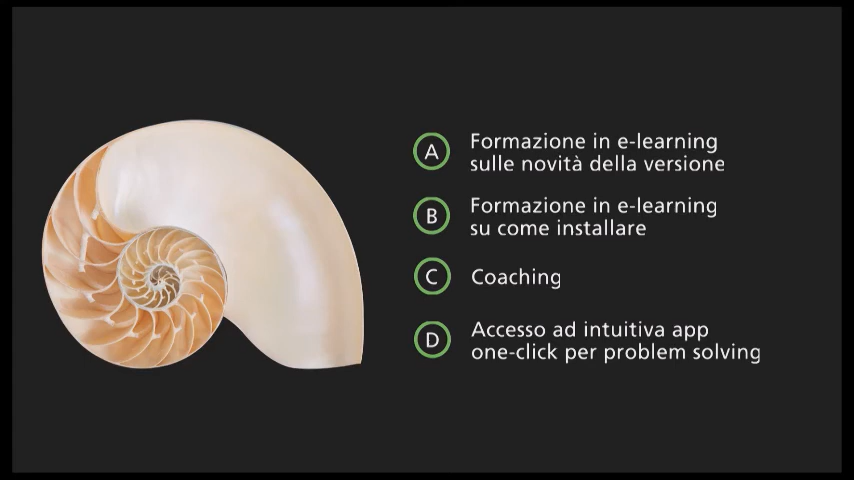 A Formazione in e-learning
sulle novità della versione
B Formazione in e-learning
su come installare
C Coaching
D Accesso ad intuitiva app
one-click per problem solving